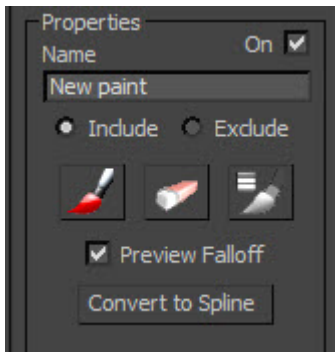 Properties
Name On
New paint
Include Exclude
Preview Falloff
Convert to Spline